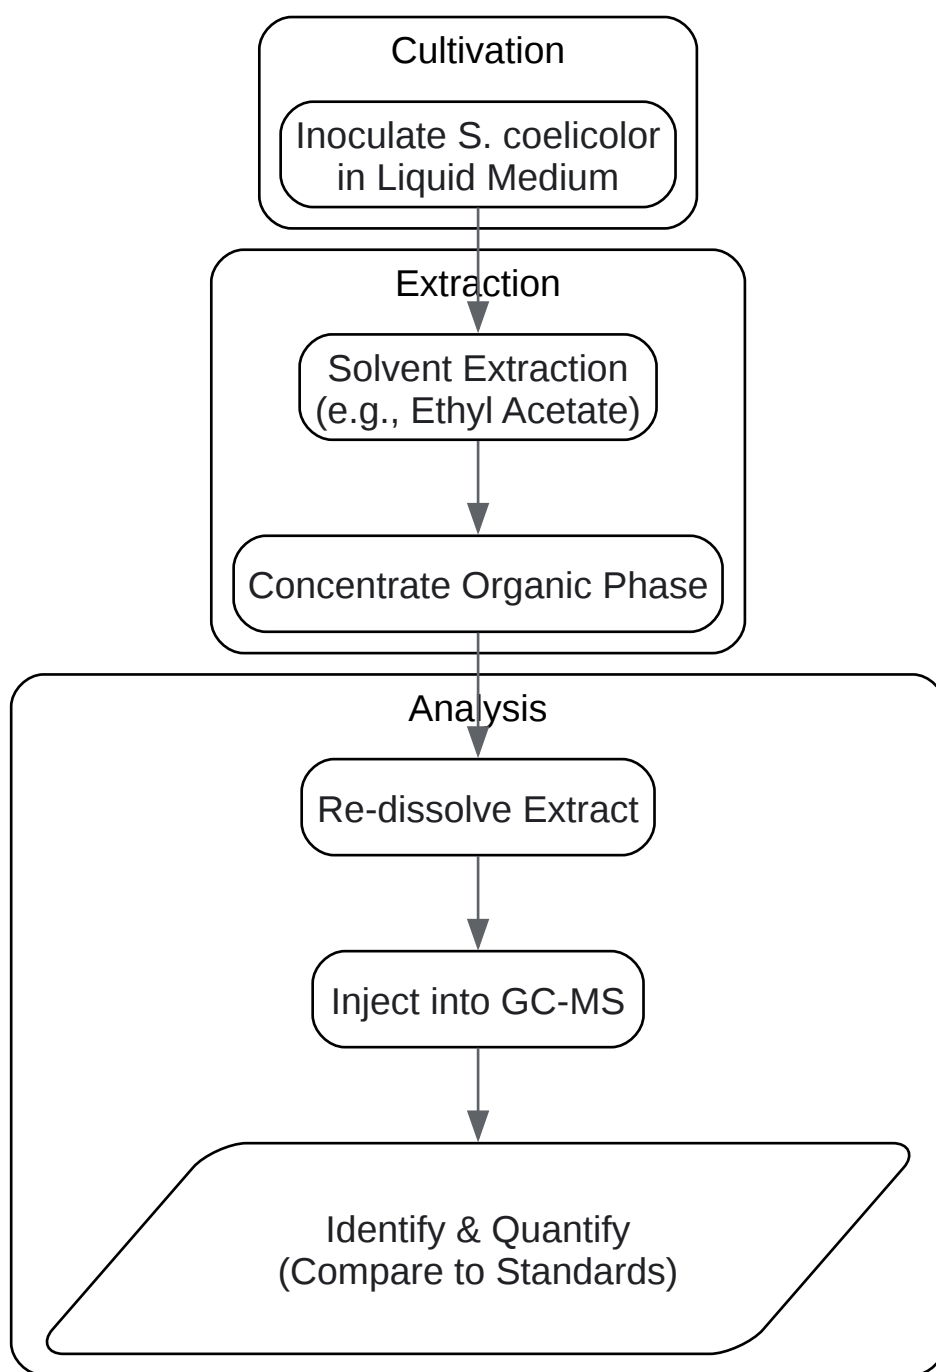 Cultivation
Inoculate S. coelicolor
in Liquid Medium
Extraction
Solvent Extraction
(e.g., Ethyl Acetate)
Concentrate Organic Phase
Analysis
Re-dissolve Extract
Inject into GC-MS
Identify & Quantify
(Compare to Standards)